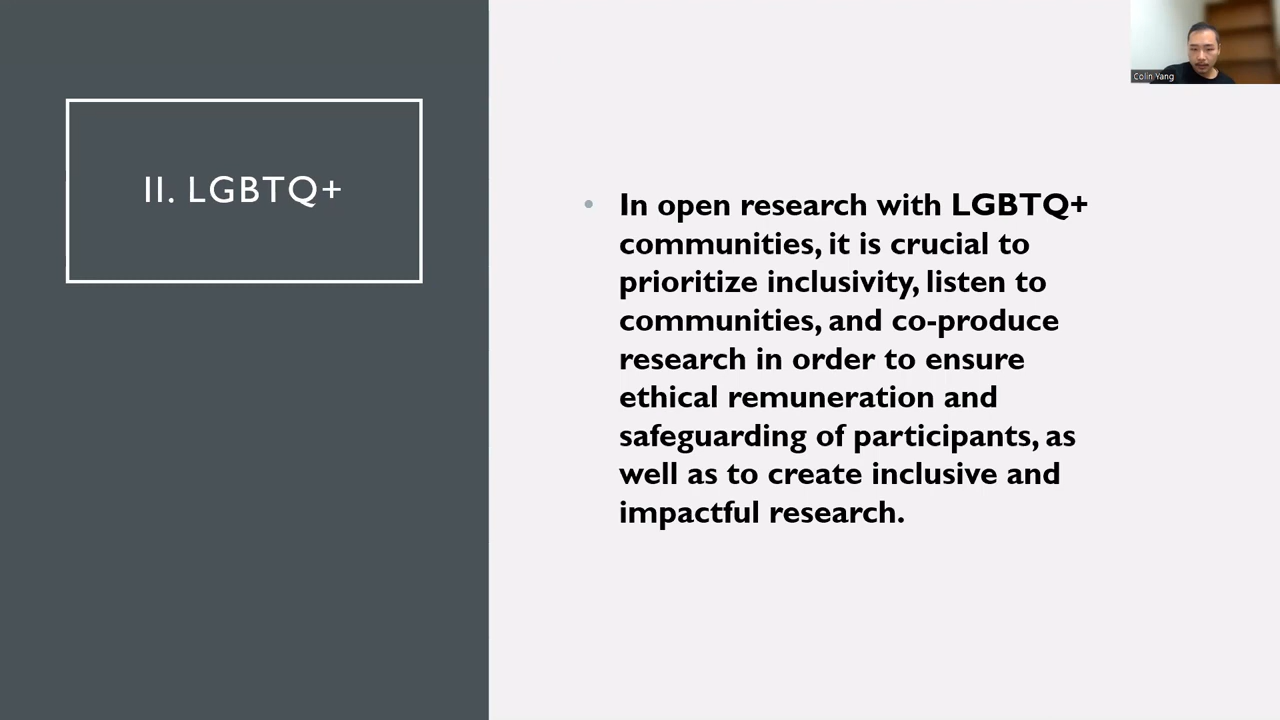 II. LGBTQ+
• In open research with LGBTQ+
communities, it is crucial to
prioritize inclusivity, listen to
communities, and co-produce
research in order to ensure
ethical remuneration and
safeguarding of participants, as
well as to create inclusive and
impactful research.
Colin Yang